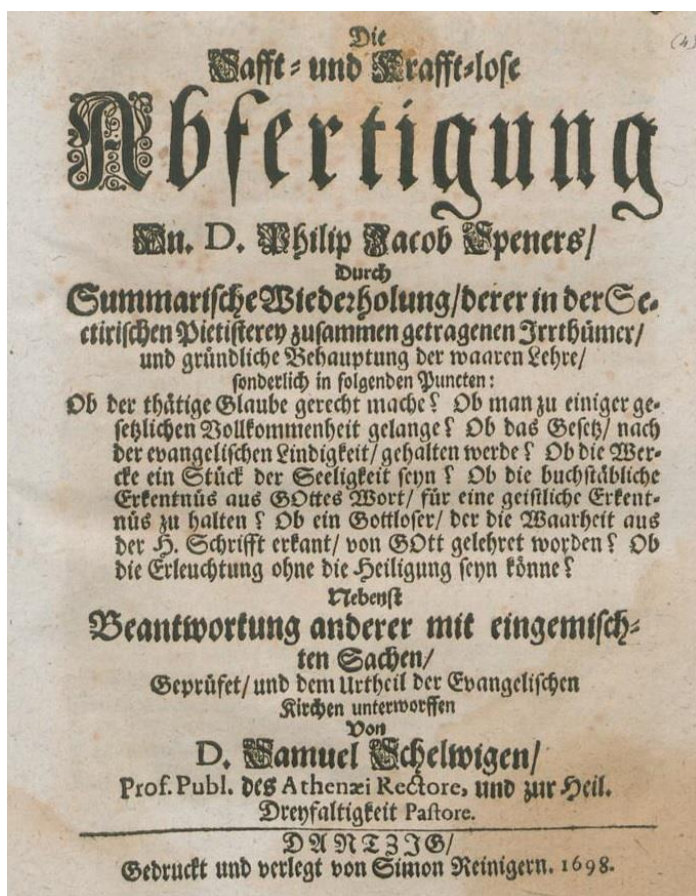 Die
(4)
Safft- und Krafft-lose
Abfertigung
Hn. D. Philip Jacob Speners/
Durch
Summarische Wiederholung/ derer in der Se-
ctirischen Pietisterey zusammen getragenen Irrthümer/
und gründliche Behauptung der waaren Lehre/
sonderlich in folgenden Puncten:
Ob der thätige Glaube gerecht mache? Ob man zu einiger ge-
setzlichen Vollkommenheit gelange? Ob das Gesetz/ nach
der evangelischen Lindigkeit/ gehalten werde? Ob die Wer-
cke ein Stück der Seeligkeit seyn? Ob die buchstäbliche
Erkentnüs aus GOttes Wort/ für eine geistliche Erkent-
nüs zu halten? Ob ein Gottloser/ der die Waarheit aus
der H. Schrifft erkant/ von GOtt gelehret worden? Ob
die Erleuchtung ohne die Heiligung seyn könne?
Nebenst
Beantwortung anderer mit eingemisch-
ten Sachen/
Geprüfet/ und dem Urtheil der Evangelischen
Kirchen unterworffen
Von
D. Samuel Schelwigen/
Prof. Publ. des Athenæi Rectore, und zur Heil.
Dreyfaltigkeit Pastore.
DANTZIG/
Gedruckt und verlegt von Simon Reinigern. 1698.